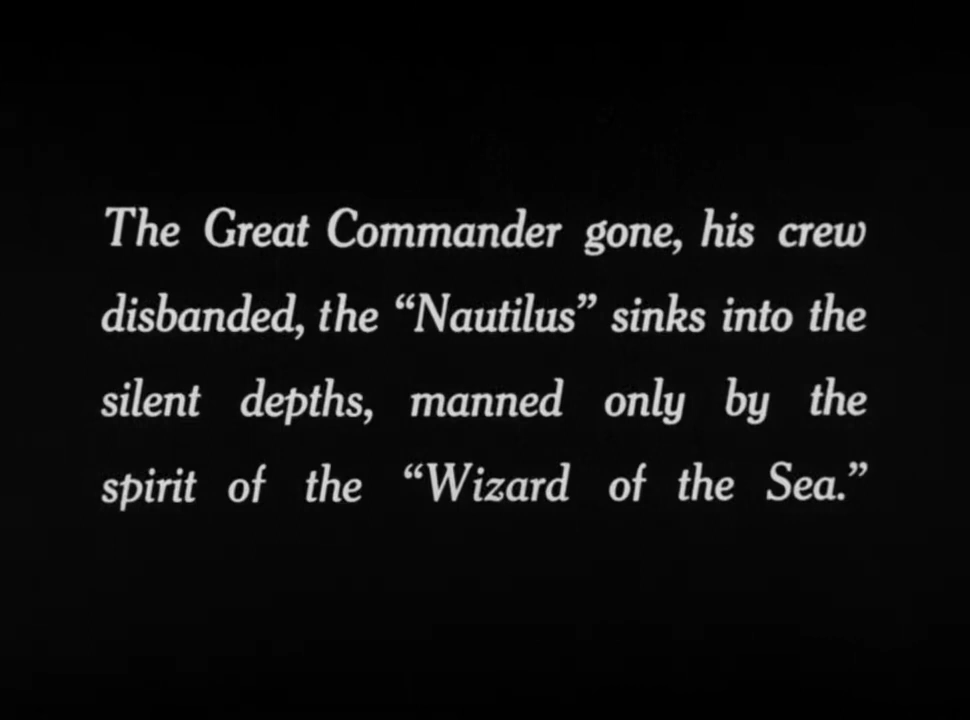 The Great Commander gone, his crew
disbanded, the “Nautilus” sinks into the
silent depths, manned only by the
spirit of the “Wizard of the Sea.”